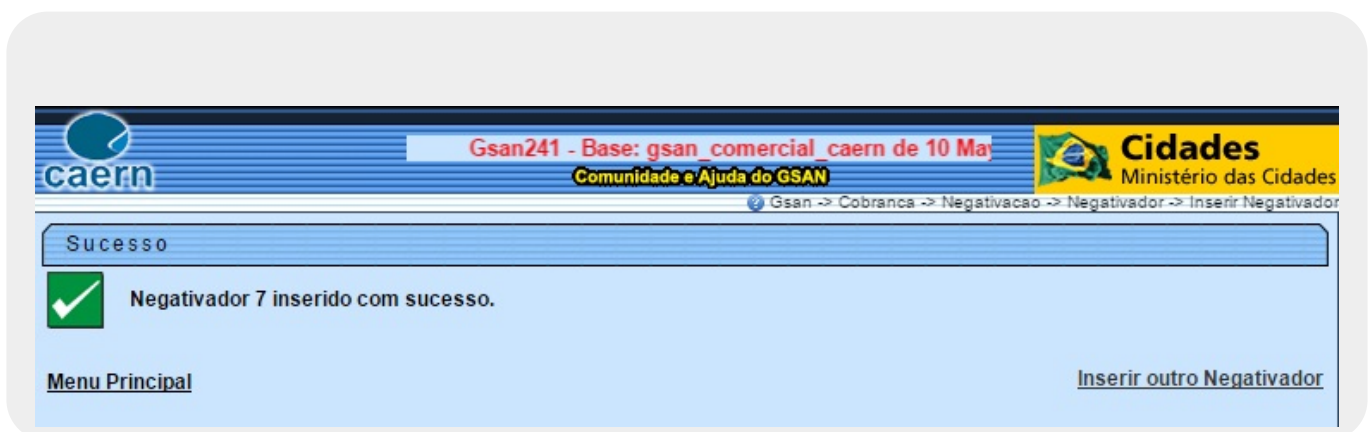 caern
Gsan241 - Base: gsan_comercial_caern de 10 May
Comunidade e Ajuda do GSAN
Cidades
Ministério das Cidades
Gsan -> Cobranca -> Negativacao -> Negativador -> Inserir Negativador
Sucesso
Negativador 7 inserido com sucesso.
Menu Principal
Inserir outro Negativador